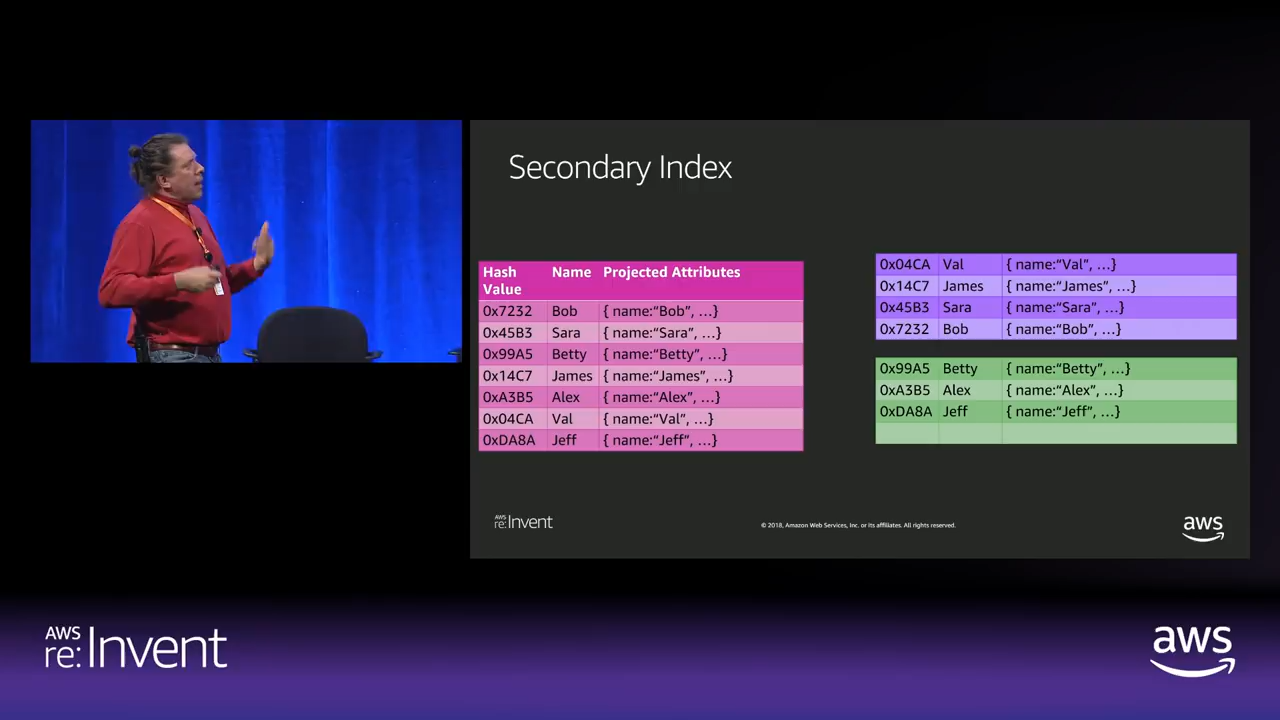 Secondary Index
Hash Value Name Projected Attributes
0x7232 Bob { name:“Bob”, …}
0x45B3 Sara { name:“Sara”, …}
0x99A5 Betty { name:“Betty”, …}
0x14C7 James { name:“James”, …}
0xA3B5 Alex { name:“Alex”, …}
0x04CA Val { name:“Val”, …}
0xDA8A Jeff { name:“Jeff”, …}
0x04CA Val { name:“Val”, …}
0x14C7 James { name:“James”, …}
0x45B3 Sara { name:“Sara”, …}
0x7232 Bob { name:“Bob”, …}
0x99A5 Betty { name:“Betty”, …}
0xA3B5 Alex { name:“Alex”, …}
0xDA8A Jeff { name:“Jeff”, …}
AWS
re:Invent
© 2018, Amazon Web Services, Inc. or its affiliates. All rights reserved.
aws
AWS
re:Invent
aws